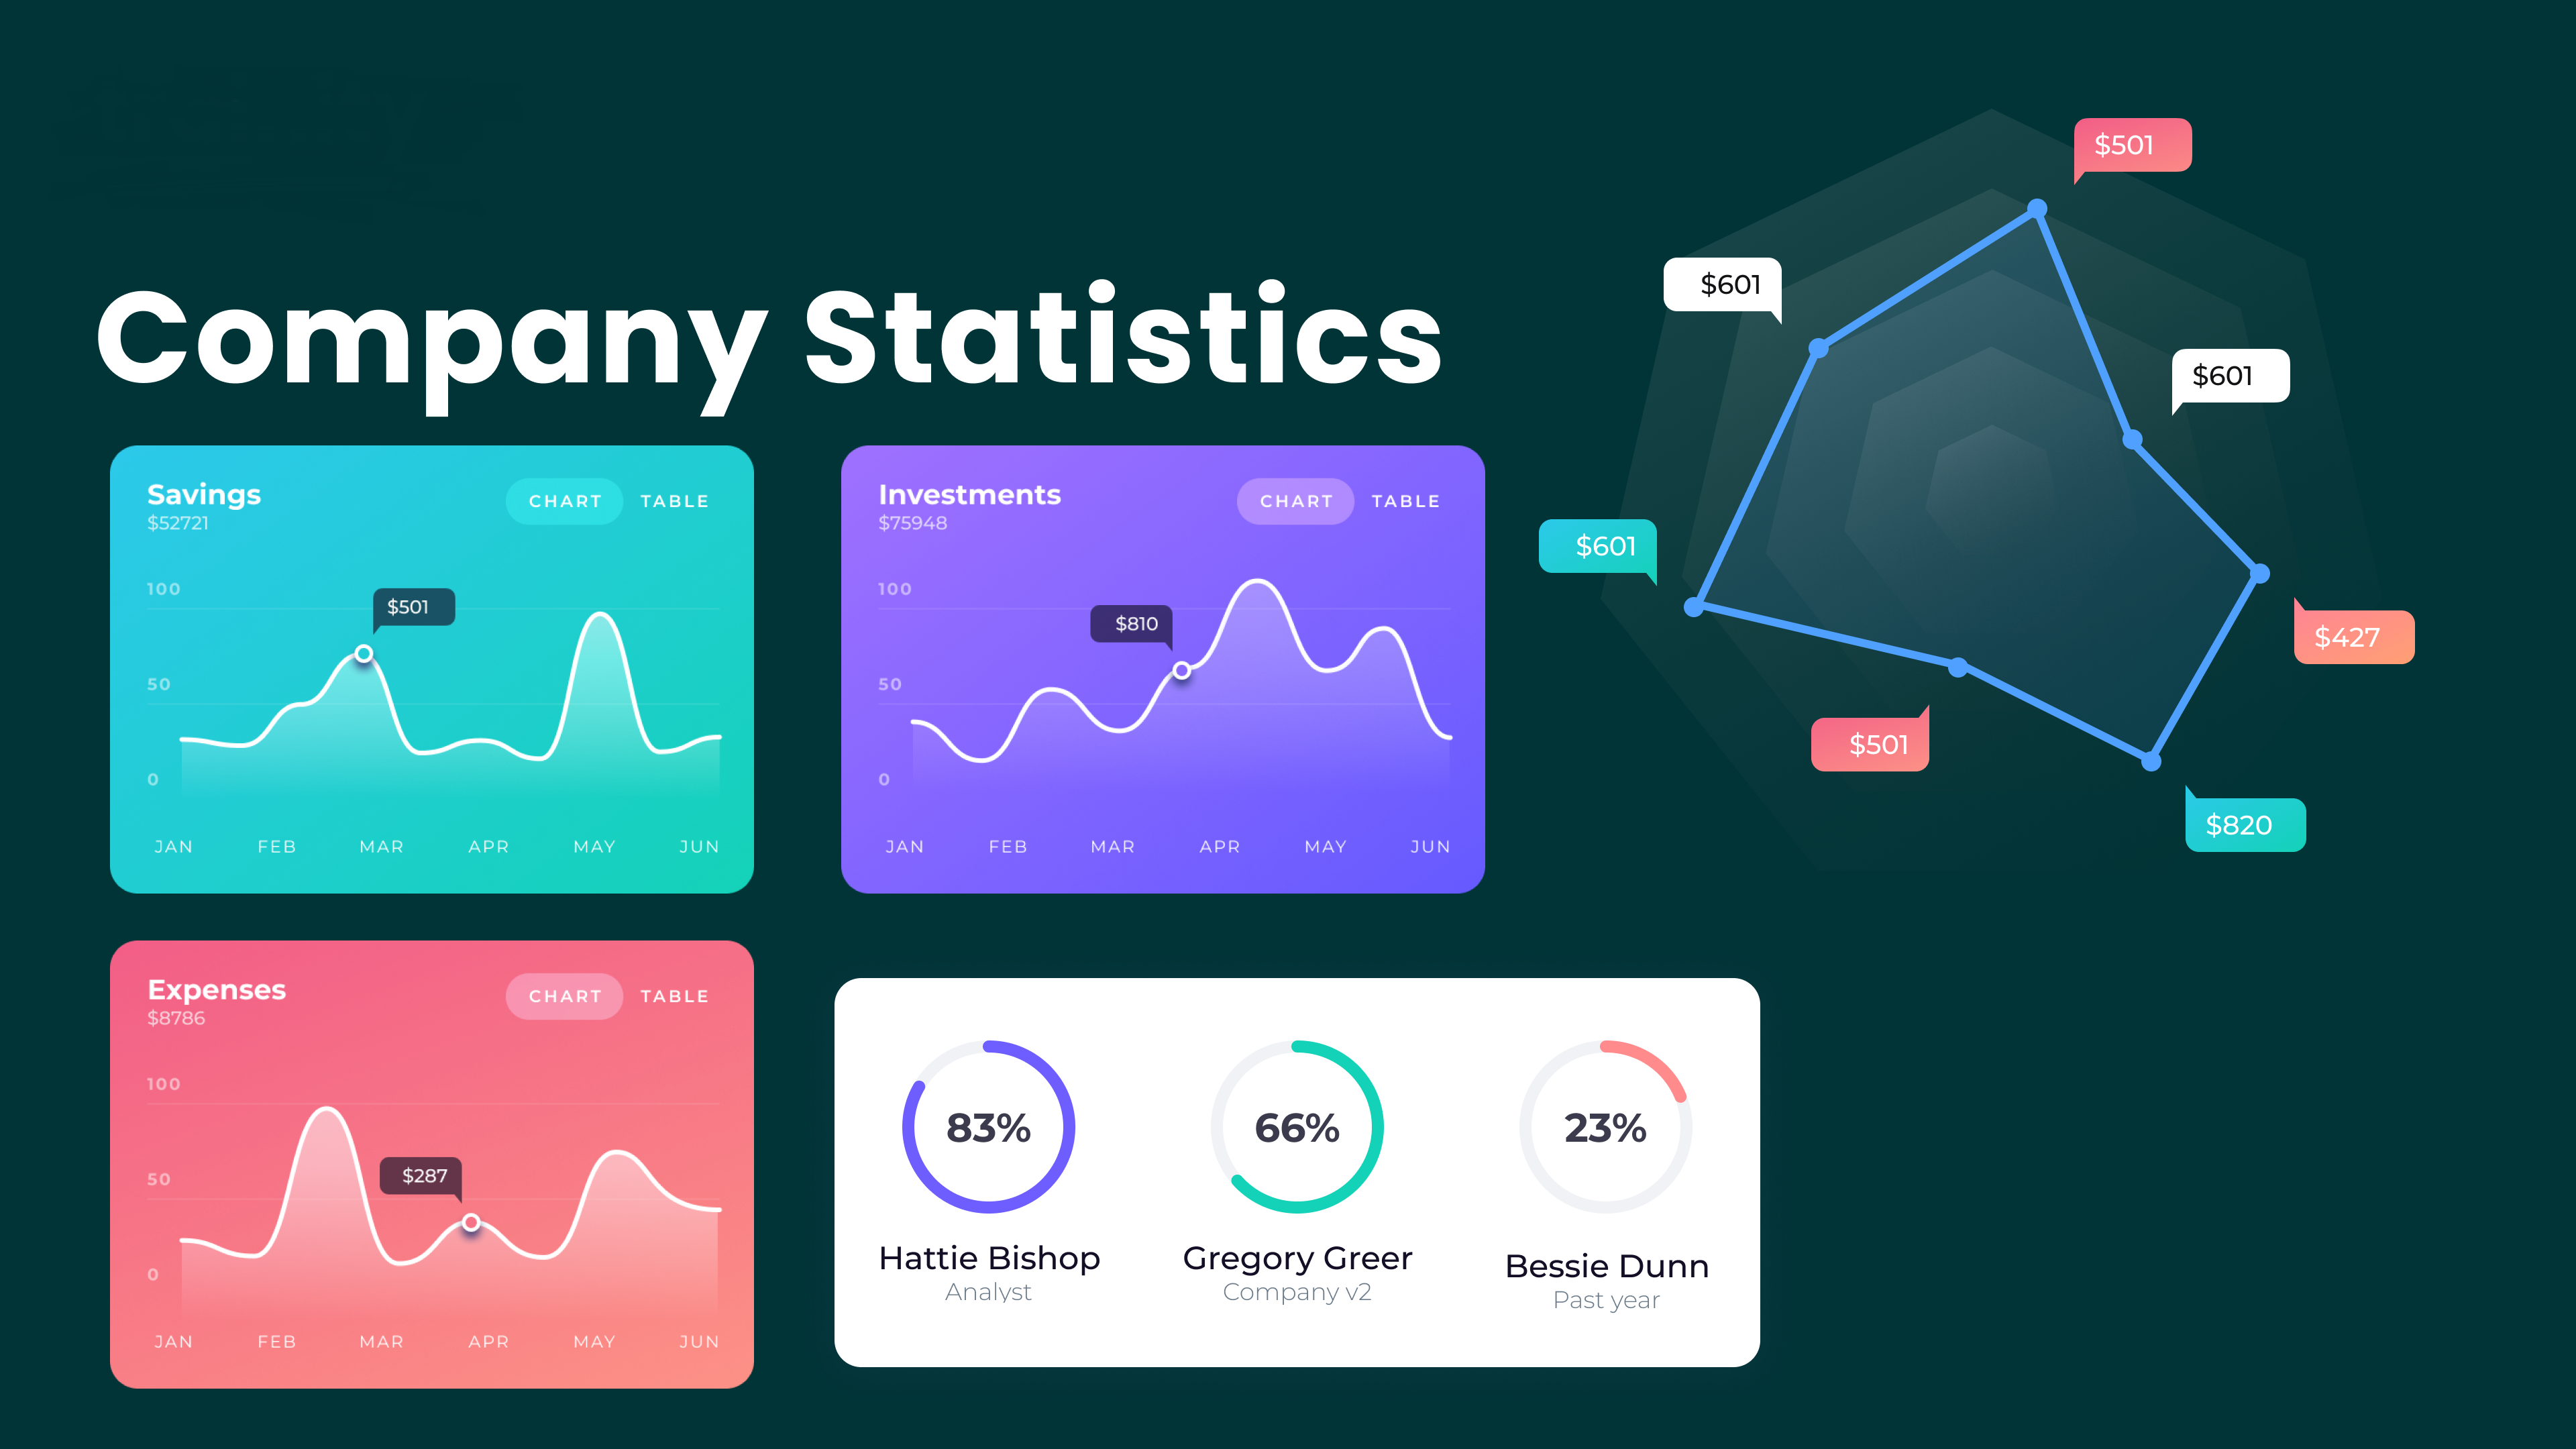 Company Statistics
Savings
$52721
CHART TABLE
100
50
0
$501
JAN FEB MAR APR MAY JUN
Investments
$75948
CHART TABLE
100
50
0
$810
JAN FEB MAR APR MAY JUN
$501
$601
$601
$601
$427
$501
$820
Expenses
$8786
CHART TABLE
100
50
0
$287
JAN FEB MAR APR MAY JUN
83%
Hattie Bishop
Analyst
66%
Gregory Greer
Company v2
23%
Bessie Dunn
Past year